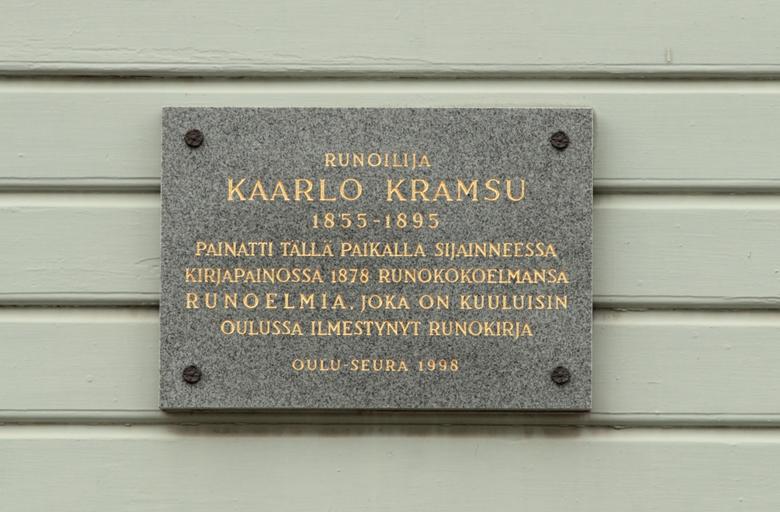 RUNOILIJA
KAARLO KRAMSU
1855-1895
PAINATTI TÄLLÄ PAIKALLA SIJAINNEESSA
KIRJAPAINOSSA 1878 RUNOKOKOELMANSA
RUNOELMIA, JOKA ON KUULUISIN
OULUSSA ILMESTYNYT RUNOKIRJA
OULU-SEURA 1998